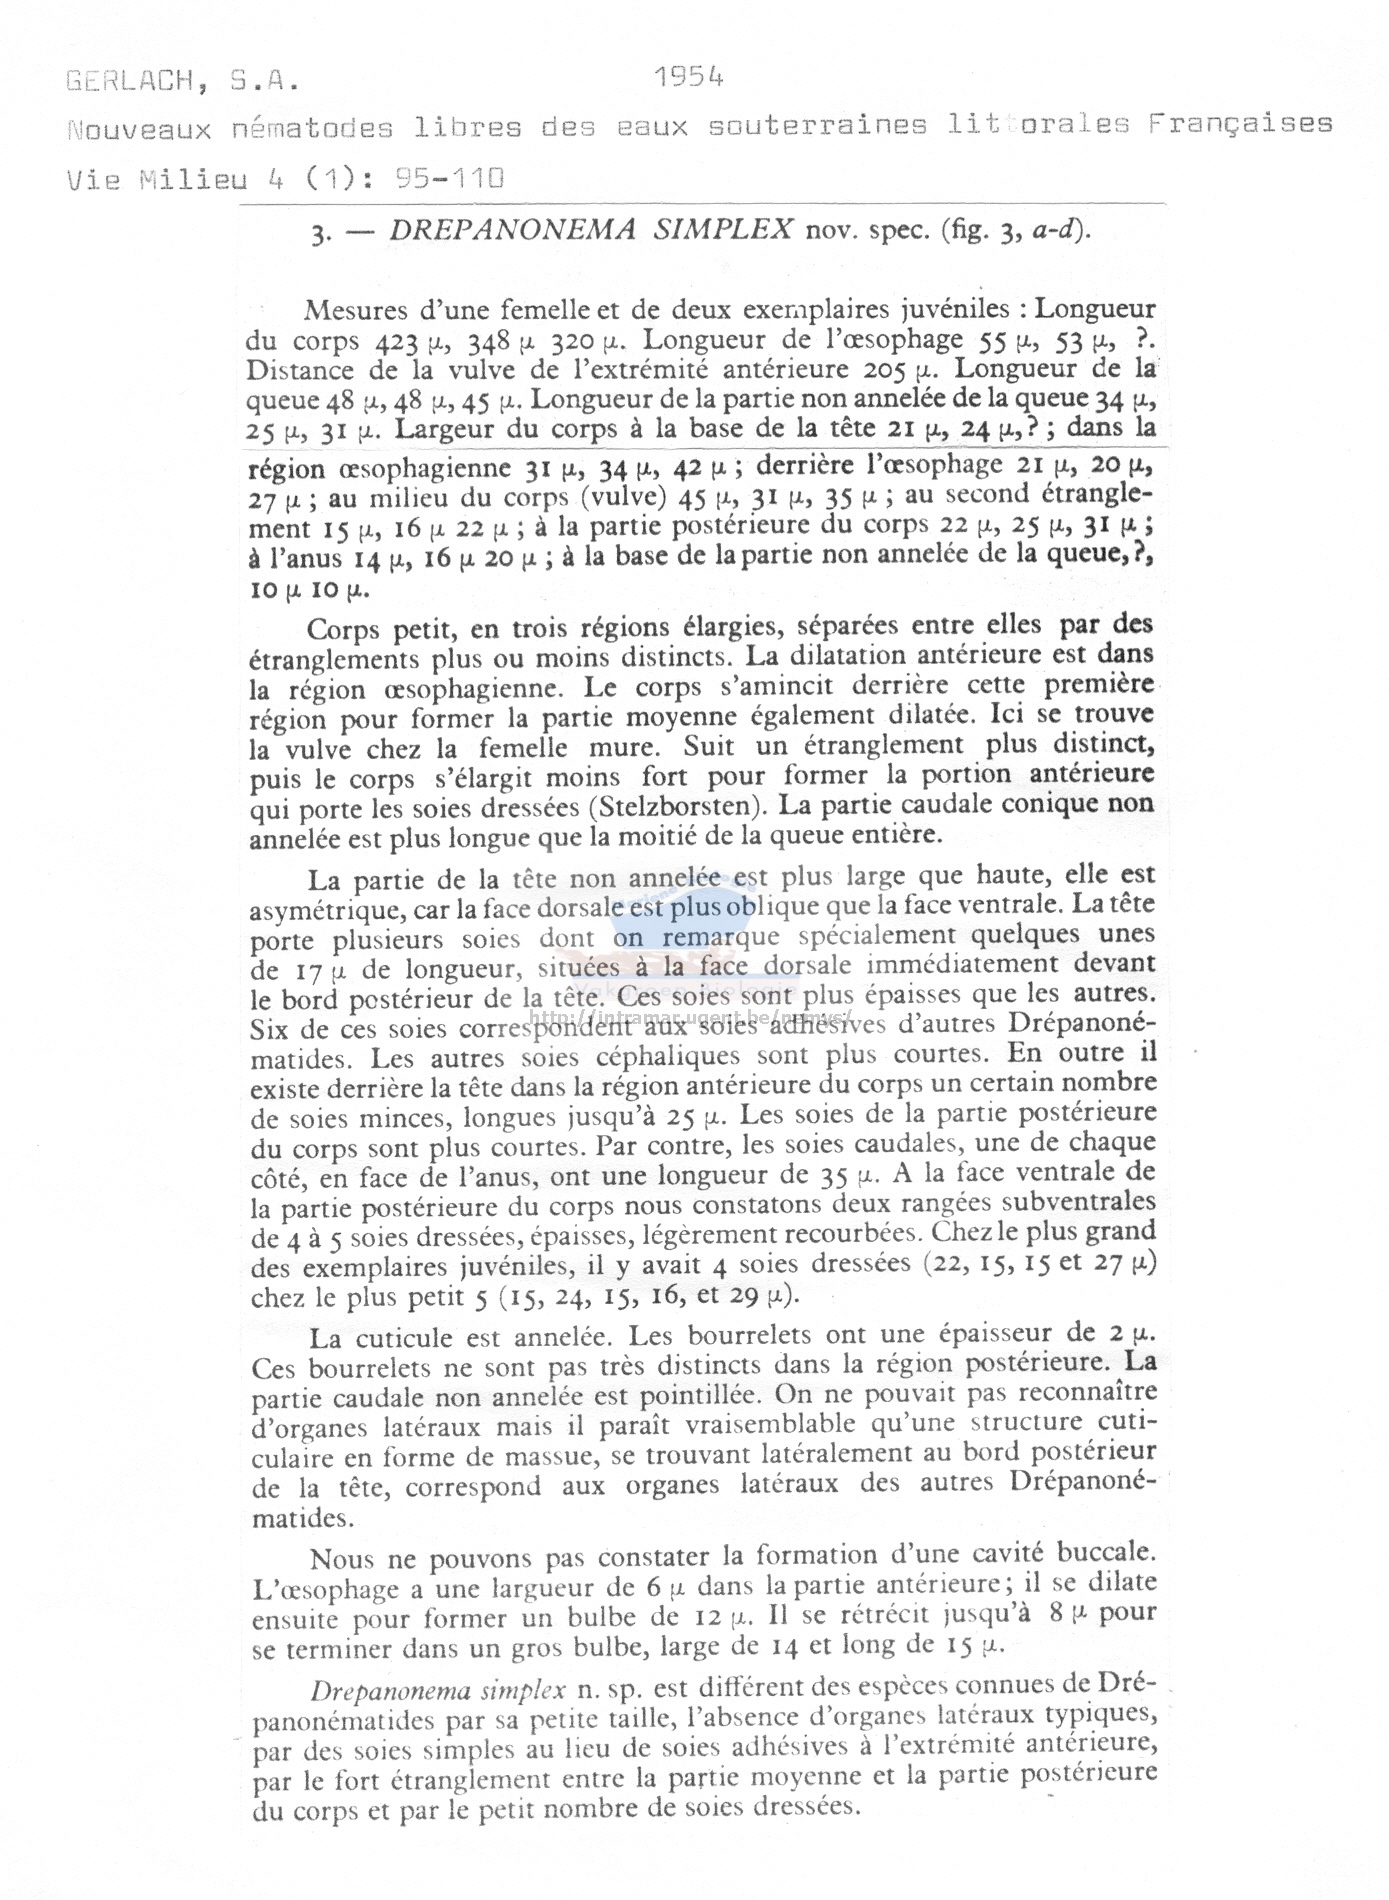 GERLACH, S.A. 1954
Nouveaux nématodes libres des eaux souterraines littorales Françaises
Vie Milieu 4 (1): 95-110
3. — DREPANONEMA SIMPLEX nov. spec. (fig. 3, a-d).
Mesures d'une femelle et de deux exemplaires juvéniles : Longueur
du corps 423 µ, 348 µ 320 µ. Longueur de l'œsophage 55 µ, 53 µ, ?.
Distance de la vulve de l'extrémité antérieure 205 µ. Longueur de la
queue 48 µ, 48 µ, 45 µ. Longueur de la partie non annelée de la queue 34 µ,
25 µ, 31 µ. Largeur du corps à la base de la tête 21 µ, 24 µ,? ; dans la
région œsophagienne 31 µ, 34 µ, 42 µ ; derrière l'œsophage 21 µ, 20 µ,
27 µ ; au milieu du corps (vulve) 45 µ, 31 µ, 35 µ ; au second étrangle-
ment 15 µ, 16 µ 22 µ ; à la partie postérieure du corps 22 µ, 25 µ, 31 µ ;
à l'anus 14 µ, 16 µ 20 µ ; à la base de la partie non annelée de la queue,?,
10 µ 10 µ.
Corps petit, en trois régions élargies, séparées entre elles par des
étranglements plus ou moins distincts. La dilatation antérieure est dans
la région œsophagienne. Le corps s'amincit derrière cette première
région pour former la partie moyenne également dilatée. Ici se trouve
la vulve chez la femelle mure. Suit un étranglement plus distinct,
puis le corps s'élargit moins fort pour former la portion antérieure
qui porte les soies dressées (Stelzborsten). La partie caudale conique non
annelée est plus longue que la moitié de la queue entière.
La partie de la tête non annelée est plus large que haute, elle est
asymétrique, car la face dorsale est plus oblique que la face ventrale. La tête
porte plusieurs soies dont on remarque spécialement quelques unes
de 17 µ de longueur, situées à la face dorsale immédiatement devant
le bord postérieur de la tête. Ces soies sont plus épaisses que les autres.
Vakgroep Biologie
http://intramar.ugent.be/nemys/
Six de ces soies correspondent aux soies adhésives d'autres Drépanoné-
matides. Les autres soies céphaliques sont plus courtes. En outre il
existe derrière la tête dans la région antérieure du corps un certain nombre
de soies minces, longues jusqu'à 25 µ. Les soies de la partie postérieure
du corps sont plus courtes. Par contre, les soies caudales, une de chaque
côté, en face de l'anus, ont une longueur de 35 µ. A la face ventrale de
la partie postérieure du corps nous constatons deux rangées subventrales
de 4 à 5 soies dressées, épaisses, légèrement recourbées. Chez le plus grand
des exemplaires juvéniles, il y avait 4 soies dressées (22, 15, 15 et 27 µ)
chez le plus petit 5 (15, 24, 15, 16, et 29 µ).
La cuticule est annelée. Les bourrelets ont une épaisseur de 2 µ.
Ces bourrelets ne sont pas très distincts dans la région postérieure. La
partie caudale non annelée est pointillée. On ne pouvait pas reconnaître
d'organes latéraux mais il paraît vraisemblable qu'une structure cuti-
culaire en forme de massue, se trouvant latéralement au bord postérieur
de la tête, correspond aux organes latéraux des autres Drépanoné-
matides.
Nous ne pouvons pas constater la formation d'une cavité buccale.
L'œsophage a une largueur de 6 µ dans la partie antérieure ; il se dilate
ensuite pour former un bulbe de 12 µ. Il se rétrécit jusqu'à 8 µ pour
se terminer dans un gros bulbe, large de 14 et long de 15 µ.
Drepanonema simplex n. sp. est différent des espèces connues de Dré-
panonématides par sa petite taille, l'absence d'organes latéraux typiques,
par des soies simples au lieu de soies adhésives à l'extrémité antérieure,
par le fort étranglement entre la partie moyenne et la partie postérieure
du corps et par le petit nombre de soies dressées.